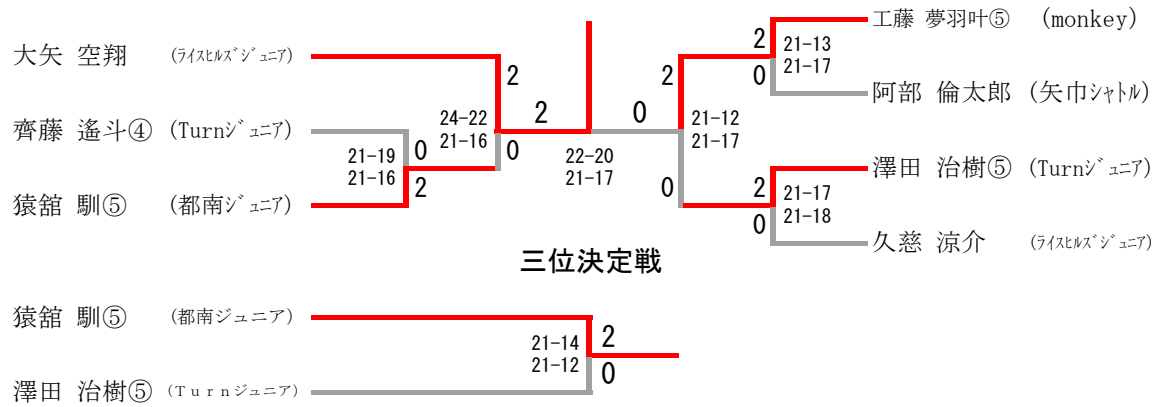 大矢 空翔 (ライスヒルズジュニア)
齊藤 遙斗④ (Turnジュニア)
猿舘 馴⑤ (都南ジュニア)
21-19
21-16
0
2
24-22
21-16
2
0
2
0
22-20
21-17
2
0
21-12
21-17
2
0
21-13
21-17
2
0
21-17
21-18
工藤 夢羽叶⑤ (monkey)
阿部 倫太郎 (矢巾シャトル)
澤田 治樹⑤ (Turnジュニア)
久慈 涼介 (ライスヒルズジュニア)
三位決定戦
猿舘 馴⑤ (都南ジュニア)
澤田 治樹⑤ (Turnジュニア)
21-14
21-12
2
0